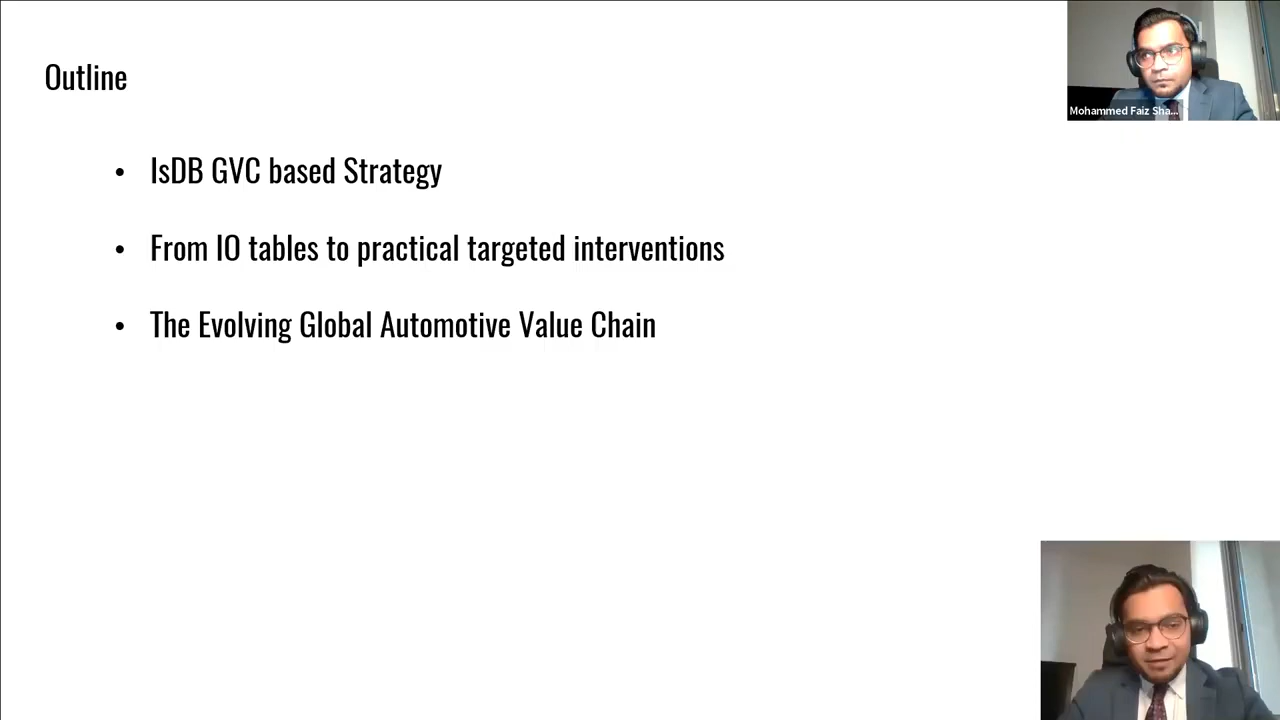 Outline
Mohammed Faiz Sha...
• IsDB GVC based Strategy
• From IO tables to practical targeted interventions
• The Evolving Global Automotive Value Chain